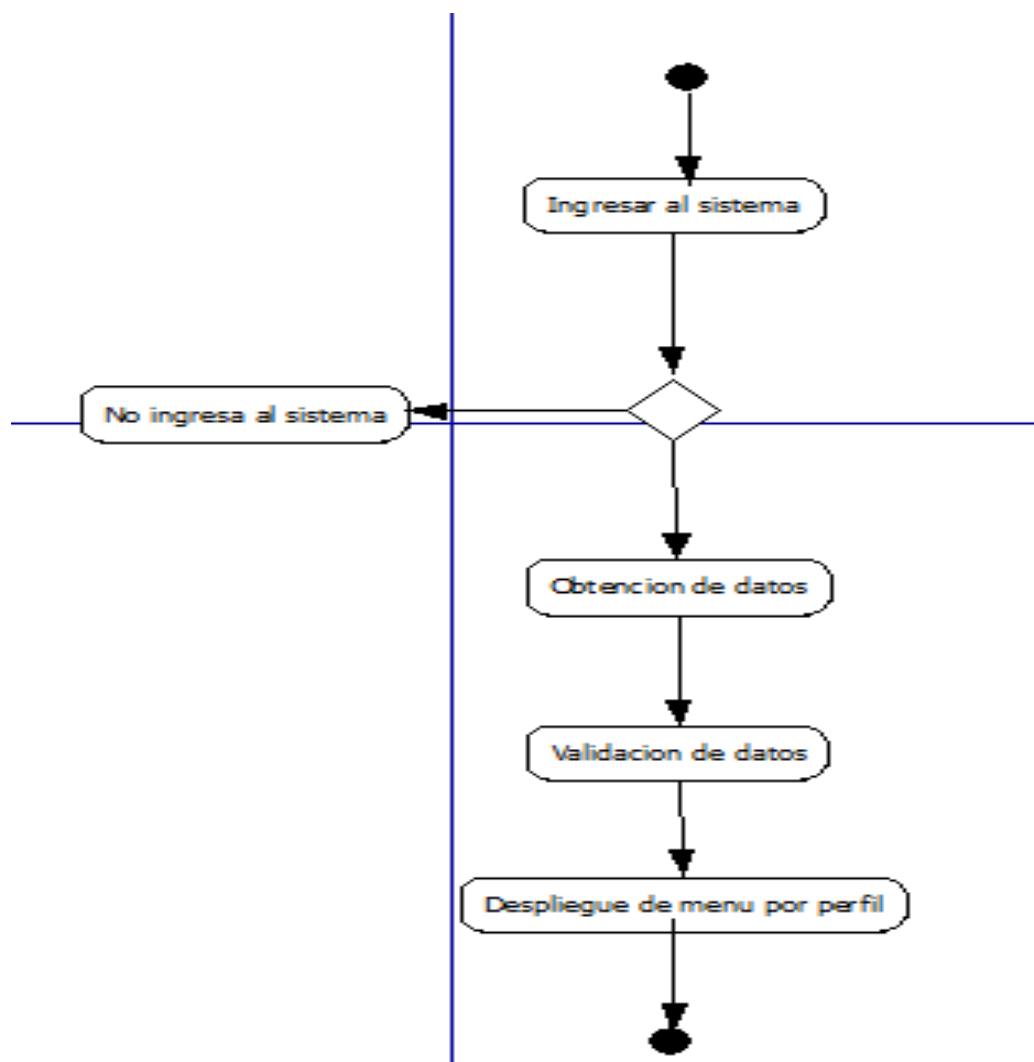 Ingresar al sistema
No ingresa al sistema
Obtencion de datos
Validacion de datos
Despliegue de menu por perfil